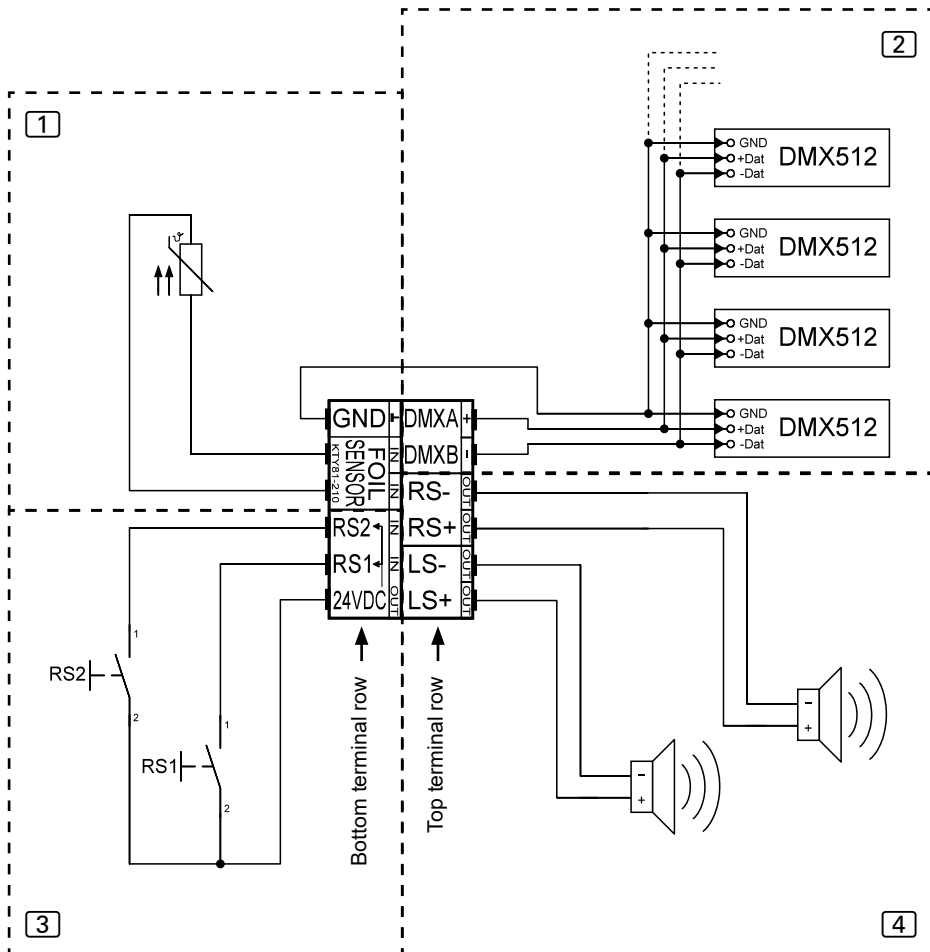 2
1
GND
+Dat
-Dat
DMX512
GND
+Dat
-Dat
DMX512
GND
+Dat
-Dat
DMX512
GND
+Dat
-Dat
DMX512
ϑ
GND
DMXA +
FOIL
SENSOR
KTY81-210
IN
IN
DMXB -
RS- OUT
RS2 IN
RS+ OUT
RS1 IN
LS- OUT
24VDC OUT
LS+ OUT
1
RS2
2
1
RS1
2
Bottom terminal row
Top terminal row
-
+
-
+
3
4